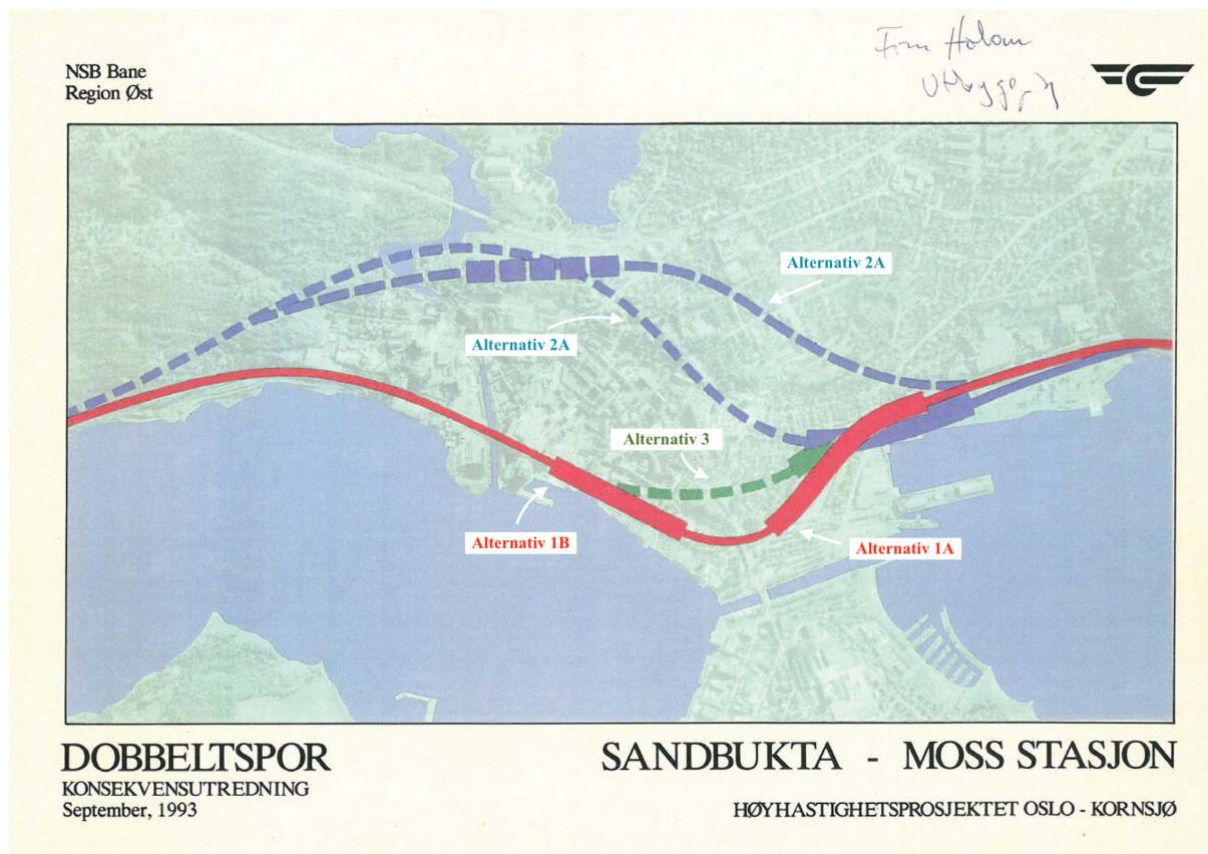 NSB Bane
Region Øst
Alternativ 2A
Alternativ 2A
Alternativ 3
Alternativ 1B
Alternativ 1A
DOBBELTSPOR
KONSEKVENSUTREDNING
September, 1993
SANDBUKTA - MOSS STASJON
HØYHASTIGHETSPROSJEKTET OSLO - KORNSJØ